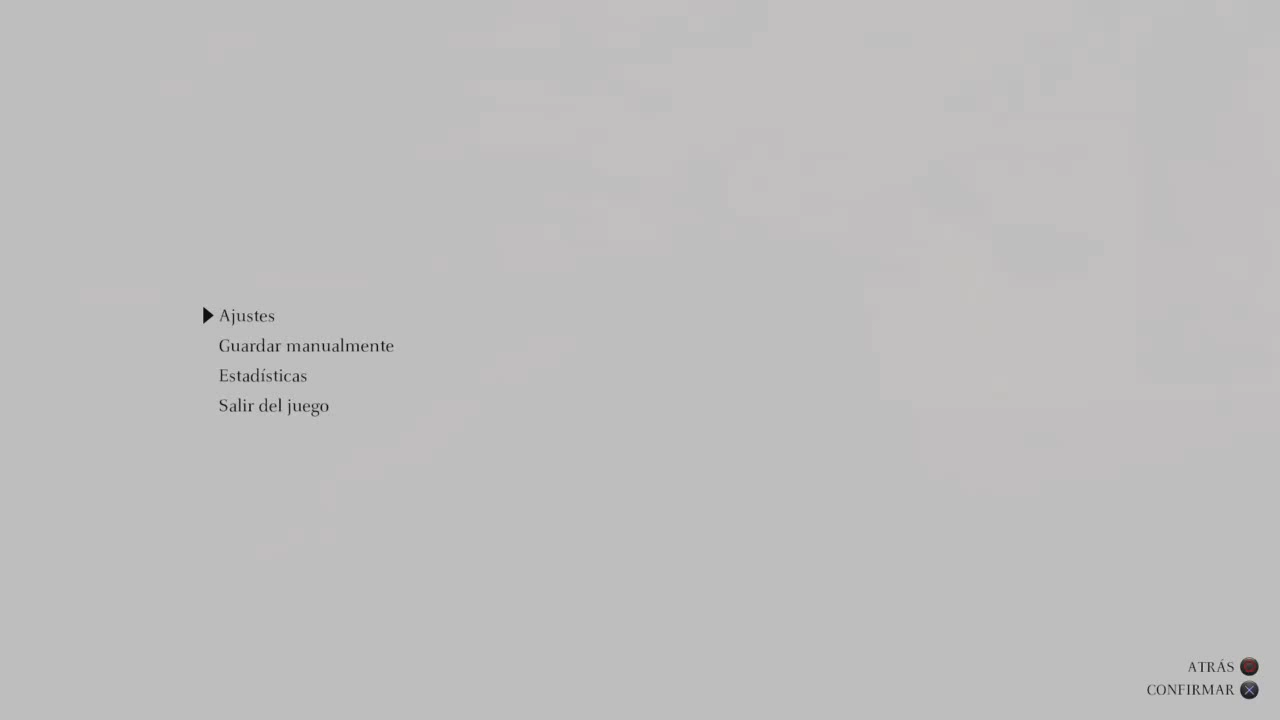 Ajustes
Guardar manualmente
Estadísticas
Salir del juego
ATRÁS
CONFIRMAR